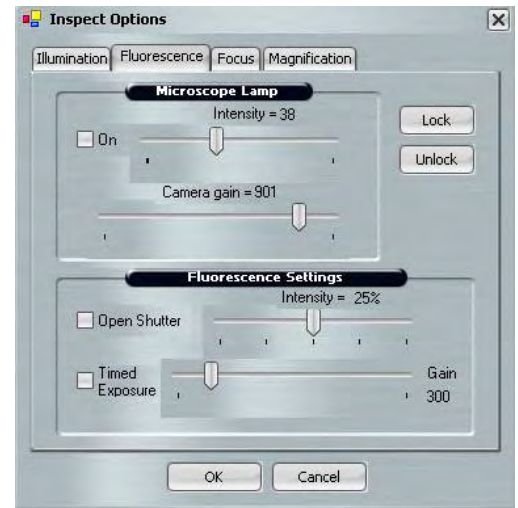 Inspect Options
Illumination Fluorescence Focus Magnification
Microscope Lamp
Intensity = 38
On
Lock
Unlock
Camera gain = 901
Fluorescence Settings
Intensity = 25%
Open Shutter
Timed Exposure
Gain
300
OK Cancel